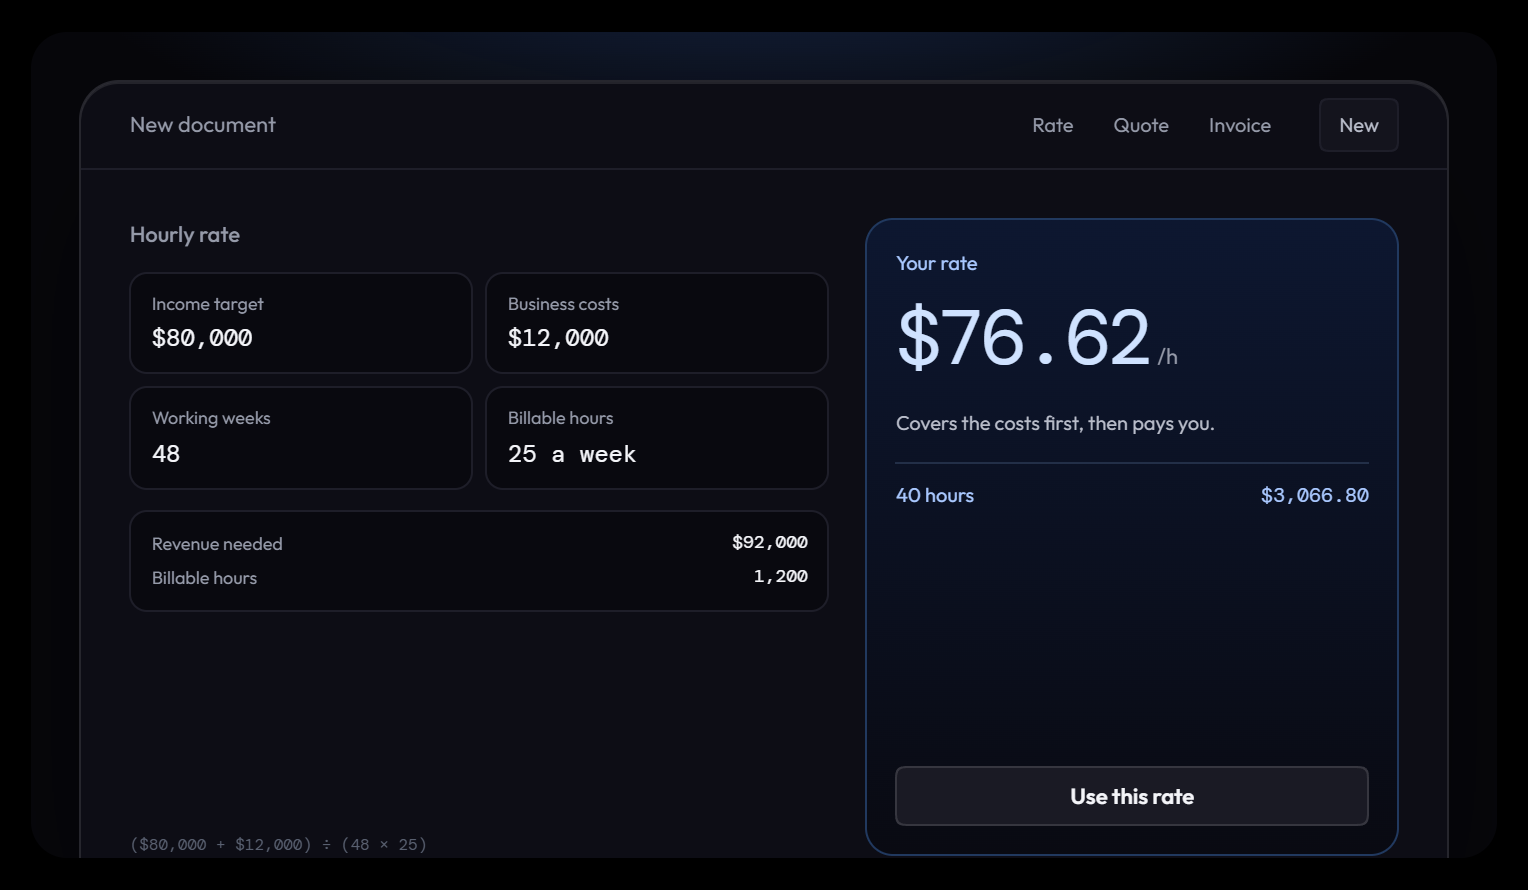 New document
Rate
Quote
Invoice
New
Hourly rate
Income target
$80,000
Business costs
$12,000
Working weeks
48
Billable hours
25 a week
Revenue needed $92,000
Billable hours 1,200
($80,000 + $12,000) ÷ (48 × 25)
Your rate
$76.62 /h
Covers the costs first, then pays you.
40 hours $3,066.80
Use this rate